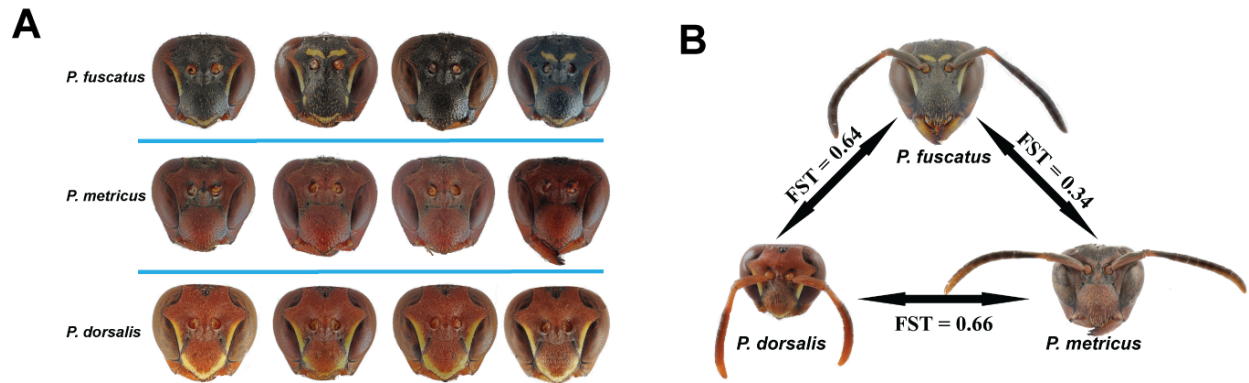 A
P. fuscatus
P. metricus
P. dorsalis
B
P. fuscatus
FST = 0.64
FST = 0.34
P. dorsalis
FST = 0.66
P. metricus